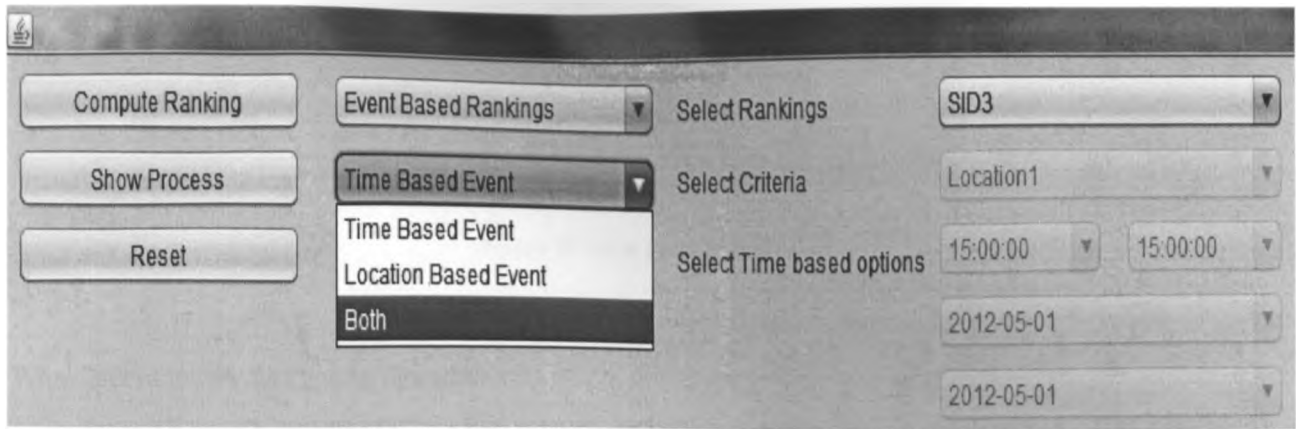 Compute Ranking
Event Based Rankings
Select Rankings
SID3
Show Process
Time Based Event
Select Criteria
Location1
Time Based Event
Reset
Select Time based options
15:00:00
15:00:00
Location Based Event
Both
2012-05-01
2012-05-01